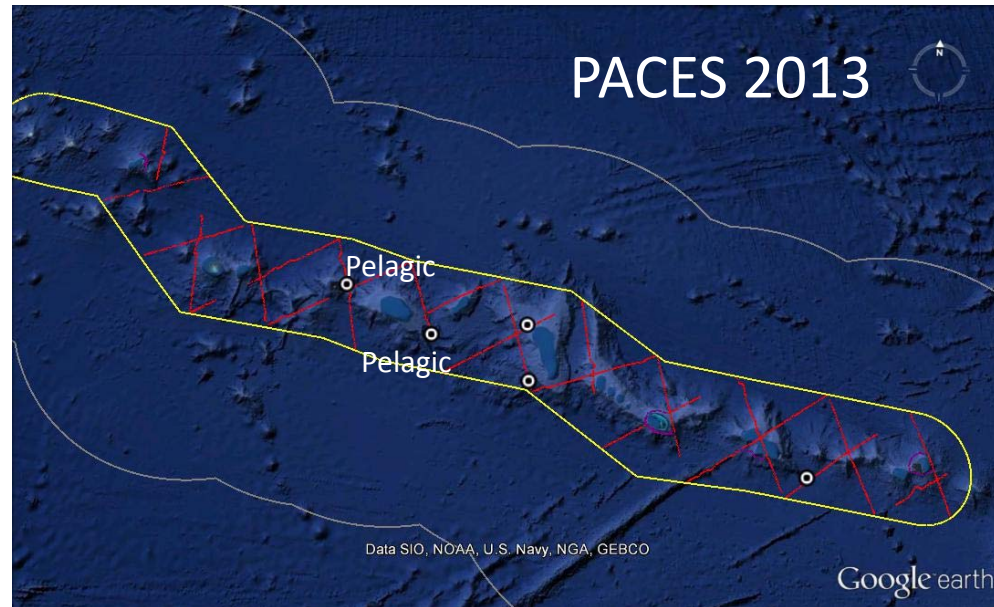 PACES 2013
N
Pelagic
Pelagic
Data SIO, NOAA, U.S. Navy, NGA, GEBCO
Google earth